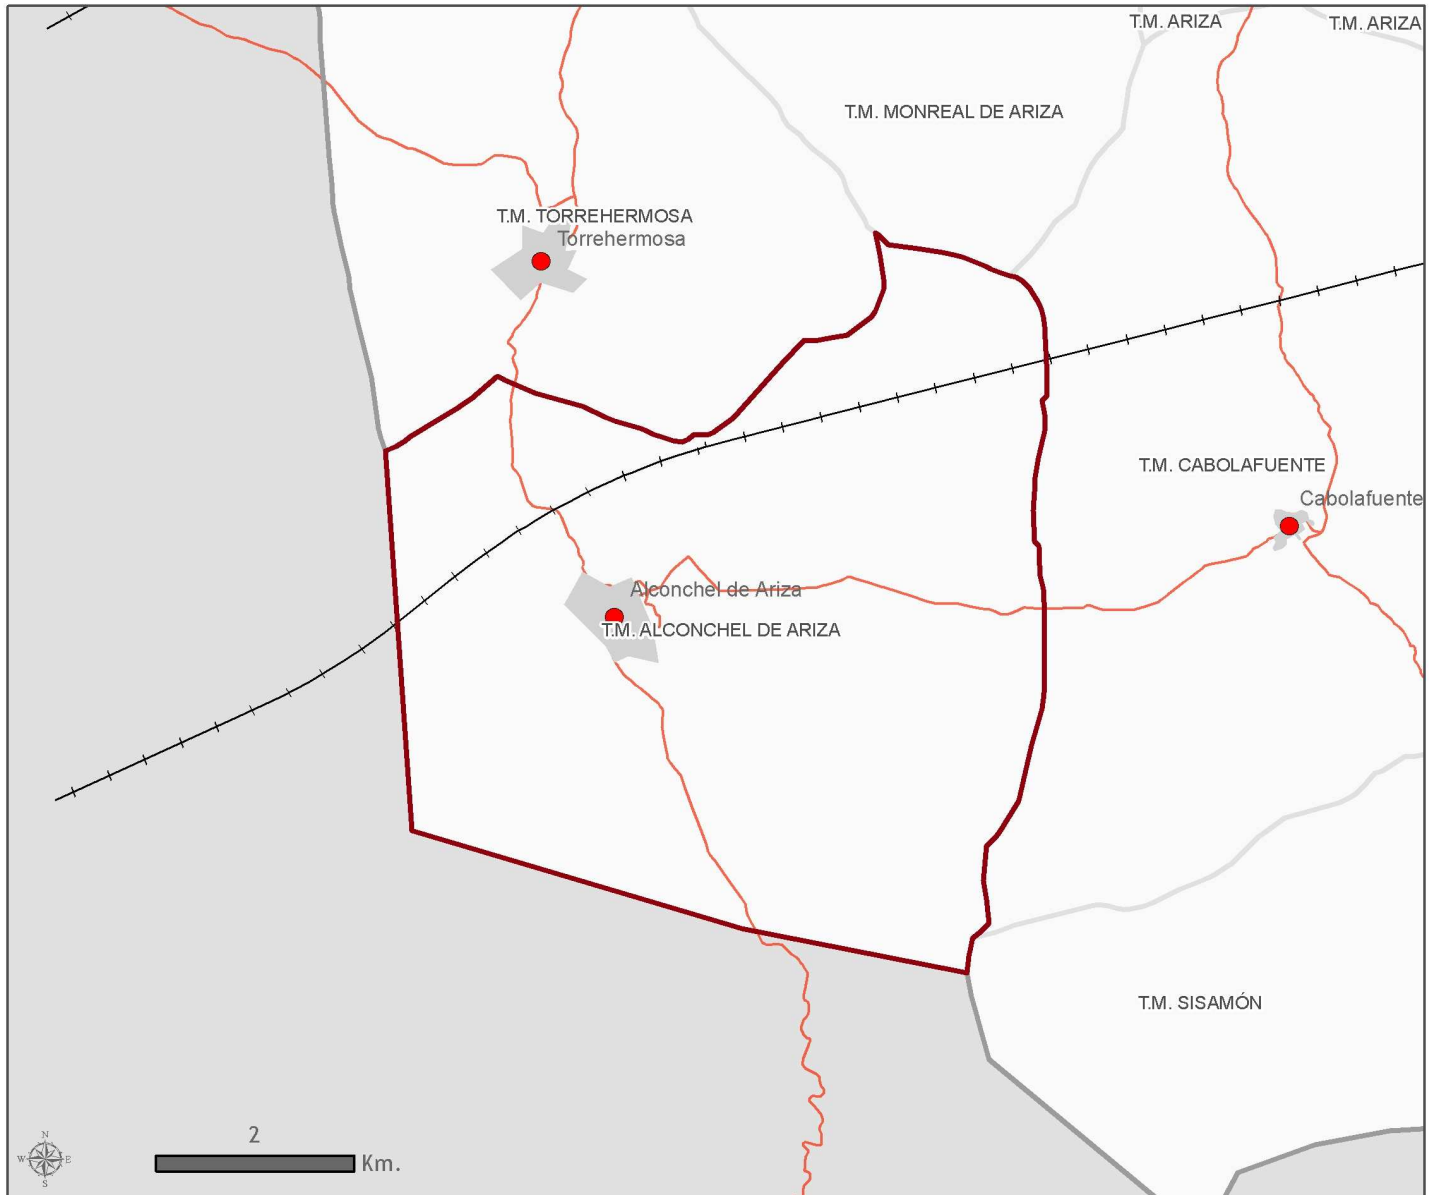 T.M. ARIZA
T.M. ARIZA
T.M. MONREAL DE ARIZA
T.M. TORREHERMOSA
Torrehermosa
T.M. CABOLAFUENTE
Cabolafuente
Alconchel de Ariza
T.M. ALCONCHEL DE ARIZA
T.M. SISAMÓN
2
Km.
N
W E
S